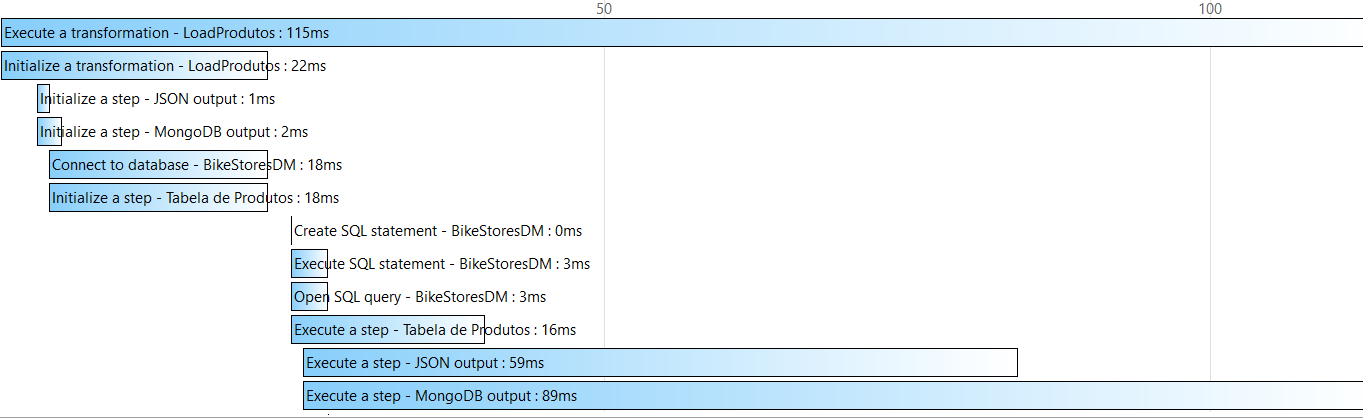 50 100
Execute a transformation - LoadProdutos : 115ms
Initialize a transformation - LoadProdutos : 22ms
Initialize a step - JSON output : 1ms
Initialize a step - MongoDB output : 2ms
Connect to database - BikeStoresDM : 18ms
Initialize a step - Tabela de Produtos : 18ms
Create SQL statement - BikeStoresDM : 0ms
Execute SQL statement - BikeStoresDM : 3ms
Open SQL query - BikeStoresDM : 3ms
Execute a step - Tabela de Produtos : 16ms
Execute a step - JSON output : 59ms
Execute a step - MongoDB output : 89ms